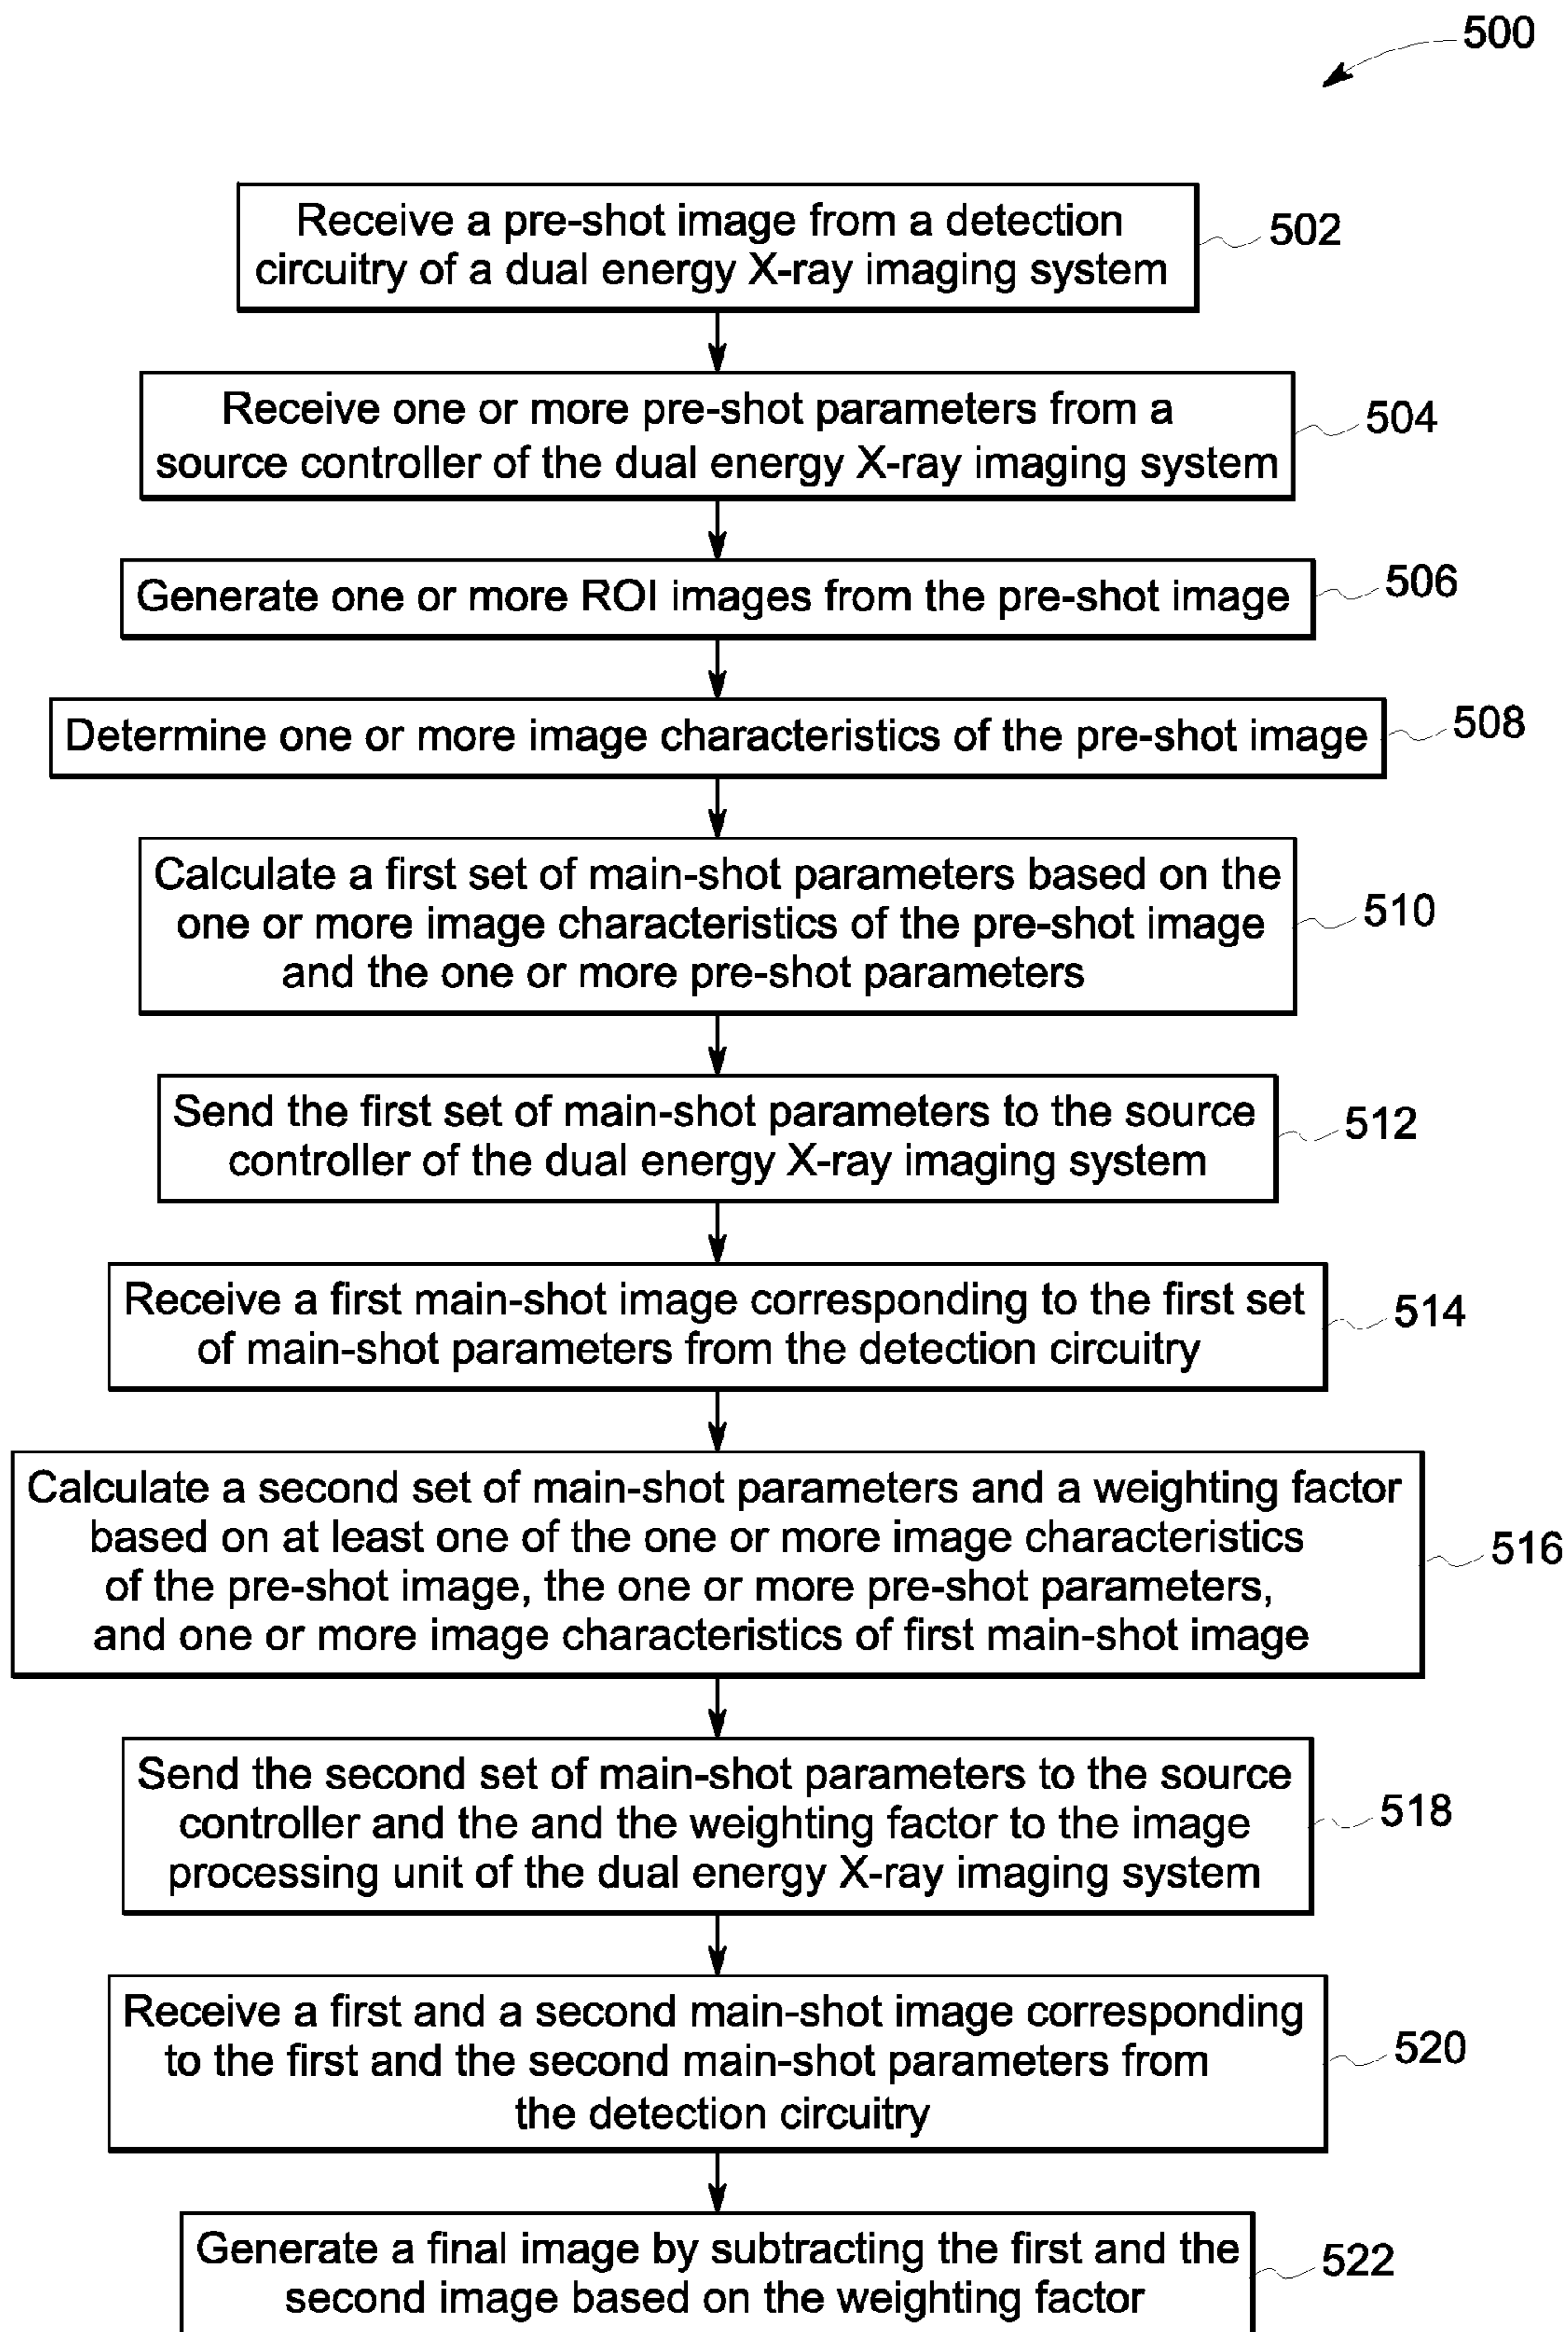 500
Receive a pre-shot image from a detection
circuitry of a dual energy X-ray imaging system
502
Receive one or more pre-shot parameters from a
source controller of the dual energy X-ray imaging system
504
Generate one or more ROI images from the pre-shot image
506
Determine one or more image characteristics of the pre-shot image
508
Calculate a first set of main-shot parameters based on the
one or more image characteristics of the pre-shot image
and the one or more pre-shot parameters
510
Send the first set of main-shot parameters to the source
controller of the dual energy X-ray imaging system
512
Receive a first main-shot image corresponding to the first set
of main-shot parameters from the detection circuitry
514
Calculate a second set of main-shot parameters and a weighting factor
based on at least one of the one or more image characteristics
of the pre-shot image, the one or more pre-shot parameters,
and one or more image characteristics of first main-shot image
516
Send the second set of main-shot parameters to the source
controller and the and the weighting factor to the image
processing unit of the dual energy X-ray imaging system
518
Receive a first and a second main-shot image corresponding
to the first and the second main-shot parameters from
the detection circuitry
520
Generate a final image by subtracting the first and the
second image based on the weighting factor
522